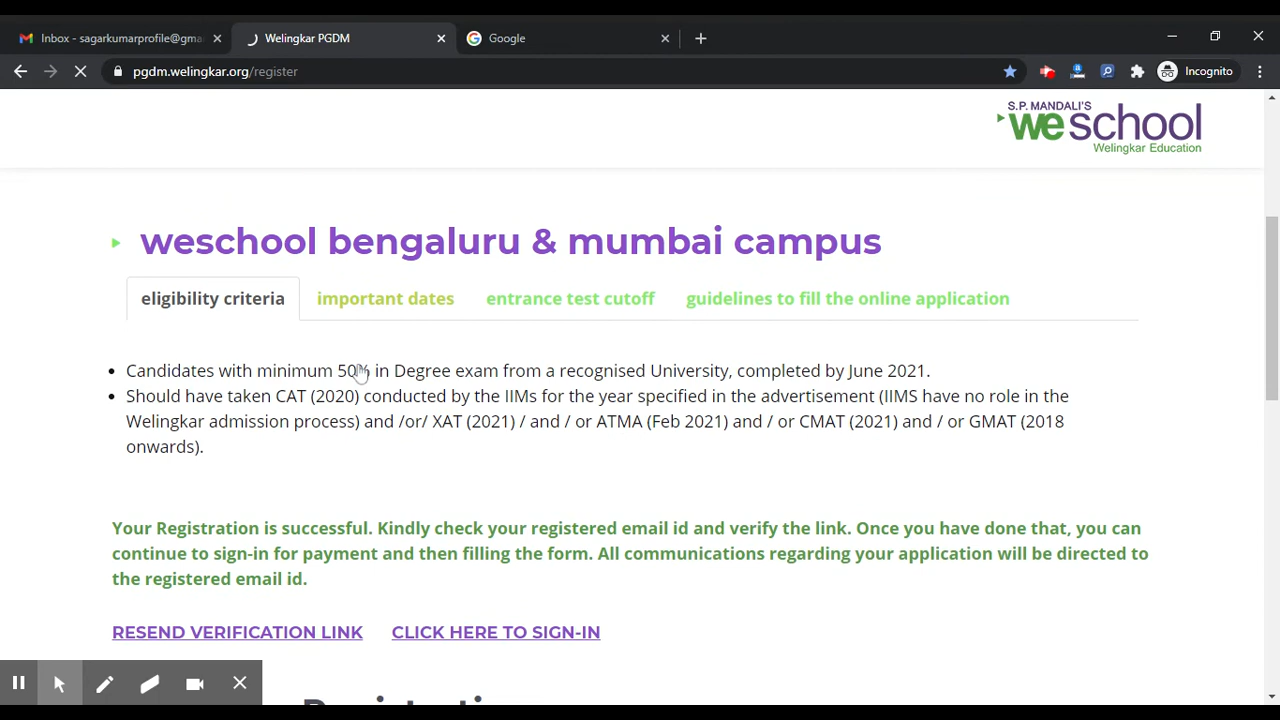 Inbox - sagarkumarprofile@gma
Welingkar PGDM
Google
pgdm.welingkar.org/register
Incognito
S.P. MANDALI'S
weschool
Welingkar Education
weschool bengaluru & mumbai campus
eligibility criteria
important dates
entrance test cutoff
guidelines to fill the online application
Candidates with minimum 50% in Degree exam from a recognised University, completed by June 2021.
Should have taken CAT (2020) conducted by the IIMs for the year specified in the advertisement (IIMS have no role in the
Welingkar admission process) and /or/ XAT (2021) / and / or ATMA (Feb 2021) and / or CMAT (2021) and / or GMAT (2018
onwards).
Your Registration is successful. Kindly check your registered email id and verify the link. Once you have done that, you can
continue to sign-in for payment and then filling the form. All communications regarding your application will be directed to
the registered email id.
RESEND VERIFICATION LINK
CLICK HERE TO SIGN-IN